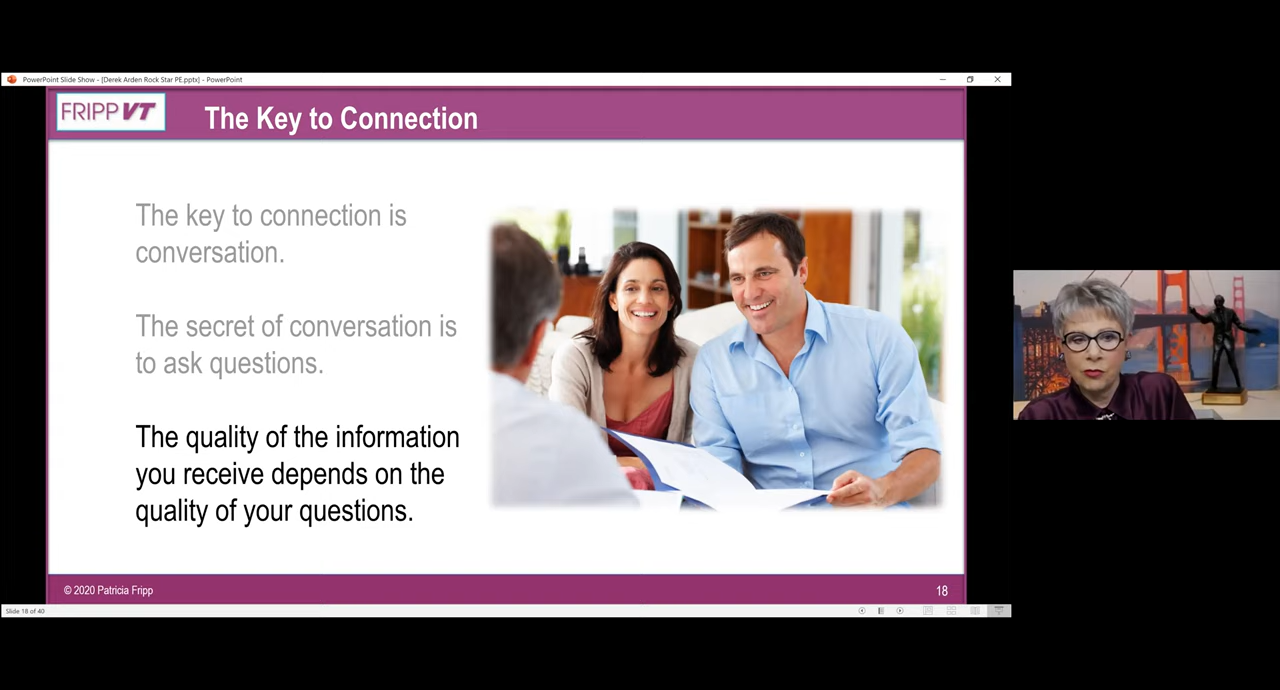 PowerPoint Slide Show - [Derek Arden Rock Star PE.pptx] - PowerPoint
FRIPP VT
The Key to Connection
The key to connection is
conversation.
The secret of conversation is
to ask questions.
The quality of the information
you receive depends on the
quality of your questions.
© 2020 Patricia Fripp
18
Slide 18 of 40